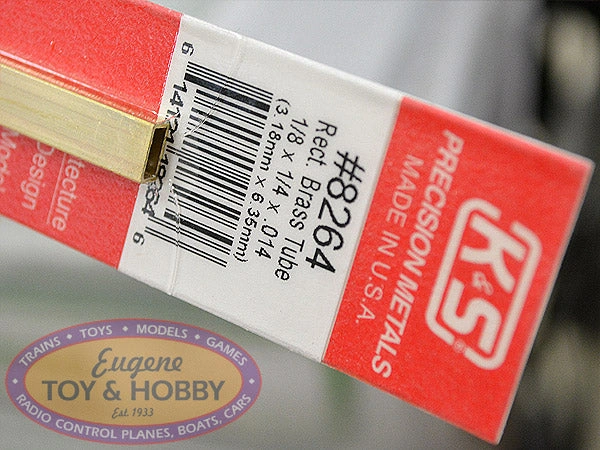 #8264
Rect. Brass Tube
1/8 x 1/4 x .014
(3.18mm x 6.35mm)
K&S®
PRECISION METALS
MADE IN U.S.A.
Design
TRAINS • TOYS • MODELS • GAMES
Eugene
TOY & HOBBY
Est. 1933
RADIO CONTROL PLANES, BOATS, CARS